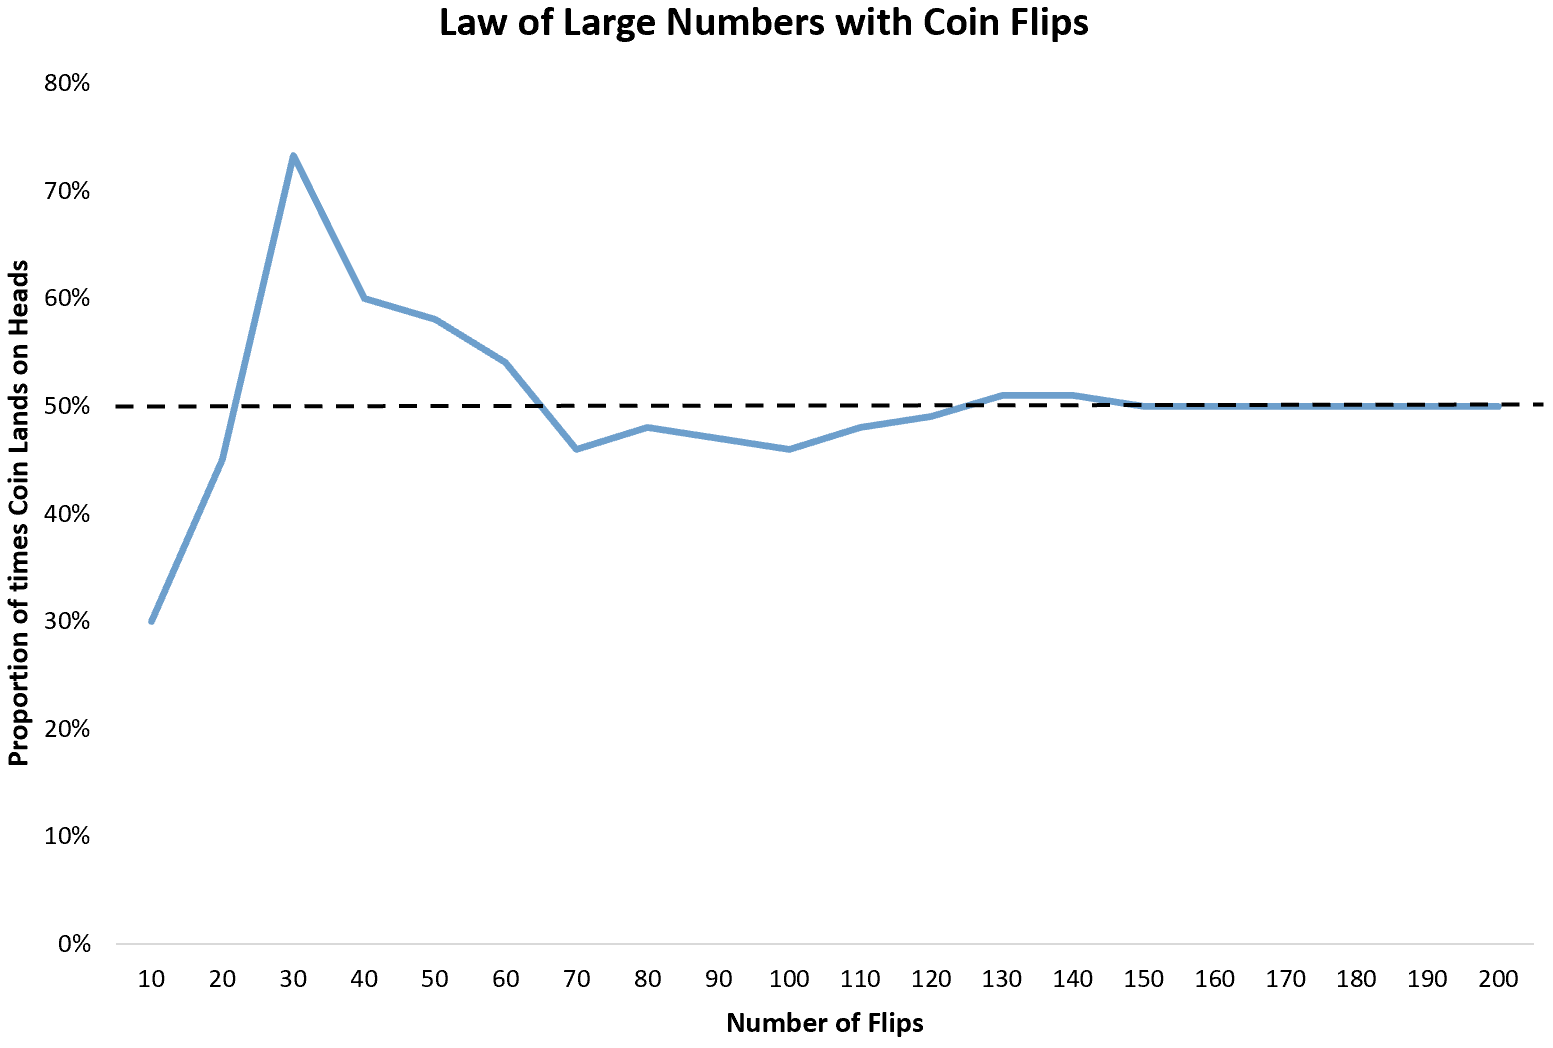 Law of Large Numbers with Coin Flips
80%
70%
60%
50%
40%
30%
20%
10%
0%
Proportion of times Coin Lands on Heads
10 20 30 40 50 60 70 80 90 100 110 120 130 140 150 160 170 180 190 200
Number of Flips